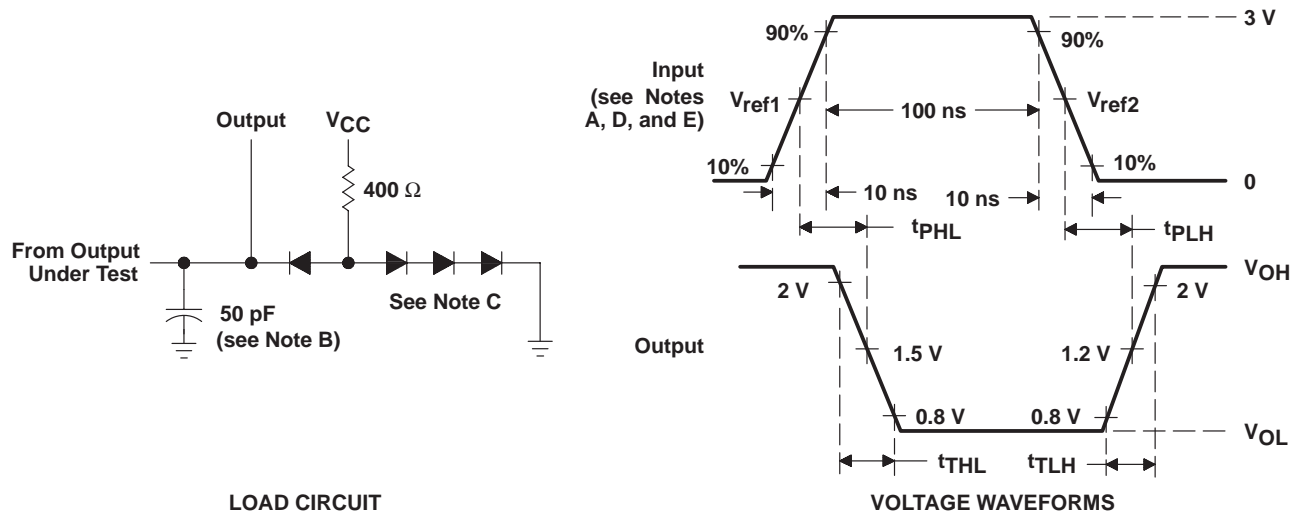 Output
VCC
400 Ω
From Output
Under Test
50 pF
(see Note B)
See Note C
LOAD CIRCUIT
Input
(see Notes
A, D, and E)
90%
90%
3 V
Vref1
100 ns
Vref2
10%
10%
0
10 ns
10 ns
tPHL
tPLH
Output
2 V
2 V
VOH
1.5 V
1.2 V
0.8 V
0.8 V
VOL
tTHL
tTLH
VOLTAGE WAVEFORMS